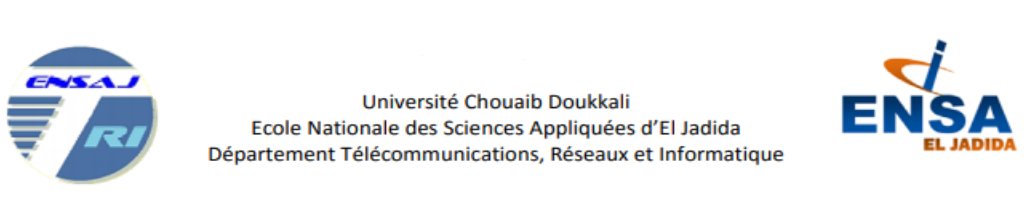 ENSAJ
TRI
Université Chouaib Doukkali
Ecole Nationale des Sciences Appliquées d'El Jadida
Département Télécommunications, Réseaux et Informatique
ENSA
EL JADIDA